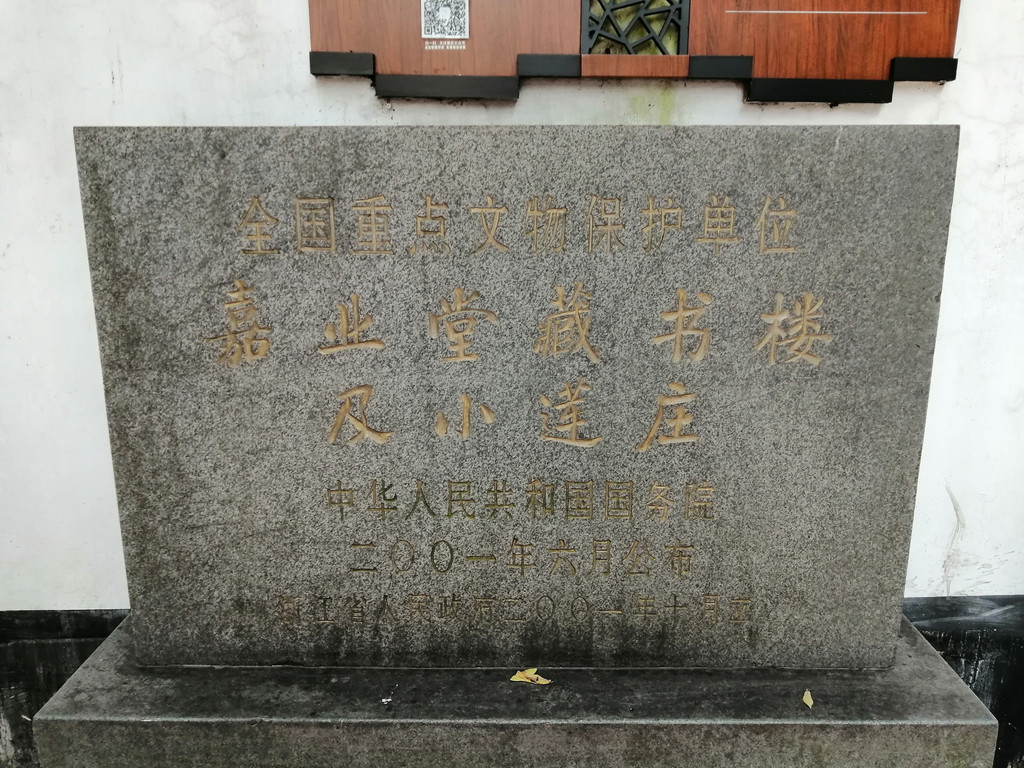 全国重点文物保护单位
嘉业堂藏书楼
及小莲庄
中华人民共和国国务院
二〇〇一年六月公布
浙江省人民政府二〇〇一年十月立